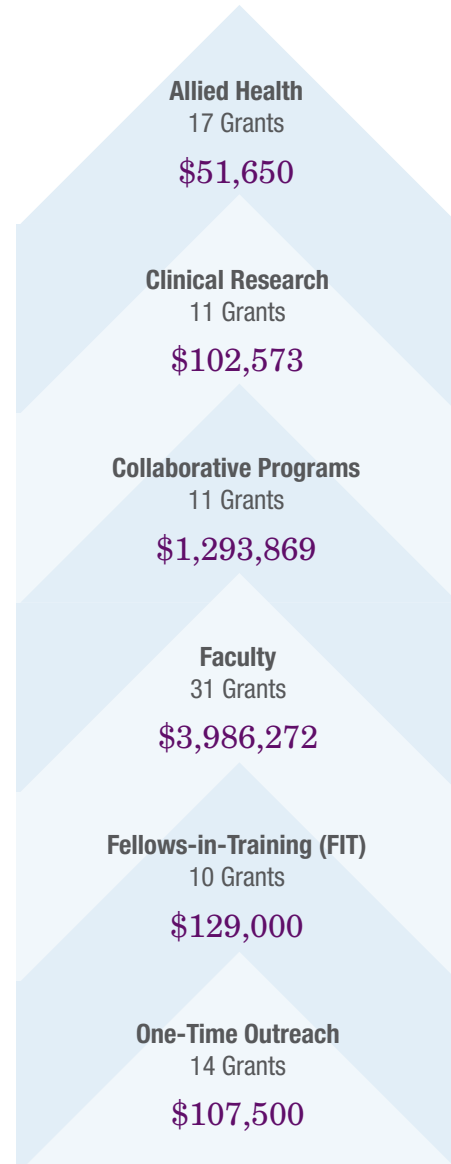 Allied Health
17 Grants
$51,650
Clinical Research
11 Grants
$102,573
Collaborative Programs
11 Grants
$1,293,869
Faculty
31 Grants
$3,986,272
Fellows-in-Training (FIT)
10 Grants
$129,000
One-Time Outreach
14 Grants
$107,500